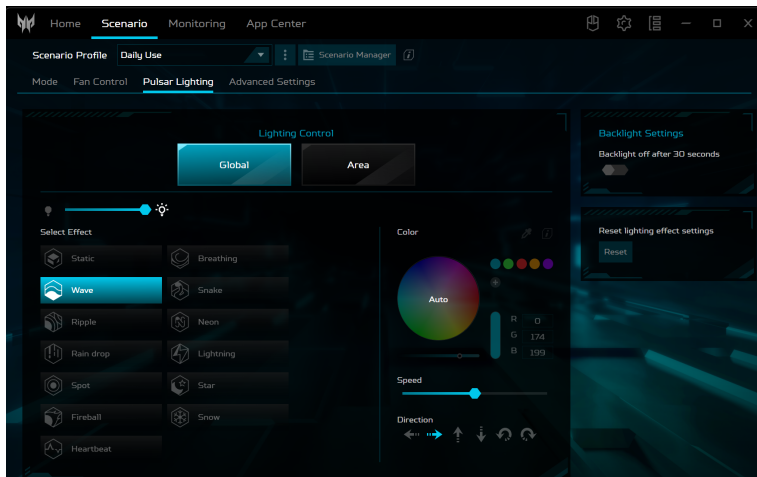 Home Scenario Monitoring App Center
Scenario Profile Daily Use Scenario Manager
Mode Fan Control Pulsar Lighting Advanced Settings
Lighting Control
Global Area
Select Effect
Static Breathing
Wave Snake
Ripple Neon
Rain drop Lightning
Spot Star
Fireball Snow
Heartbeat
Color
Auto
R 0
G 174
B 199
Speed
Direction
Backlight Settings
Backlight off after 30 seconds
Reset lighting effect settings
Reset